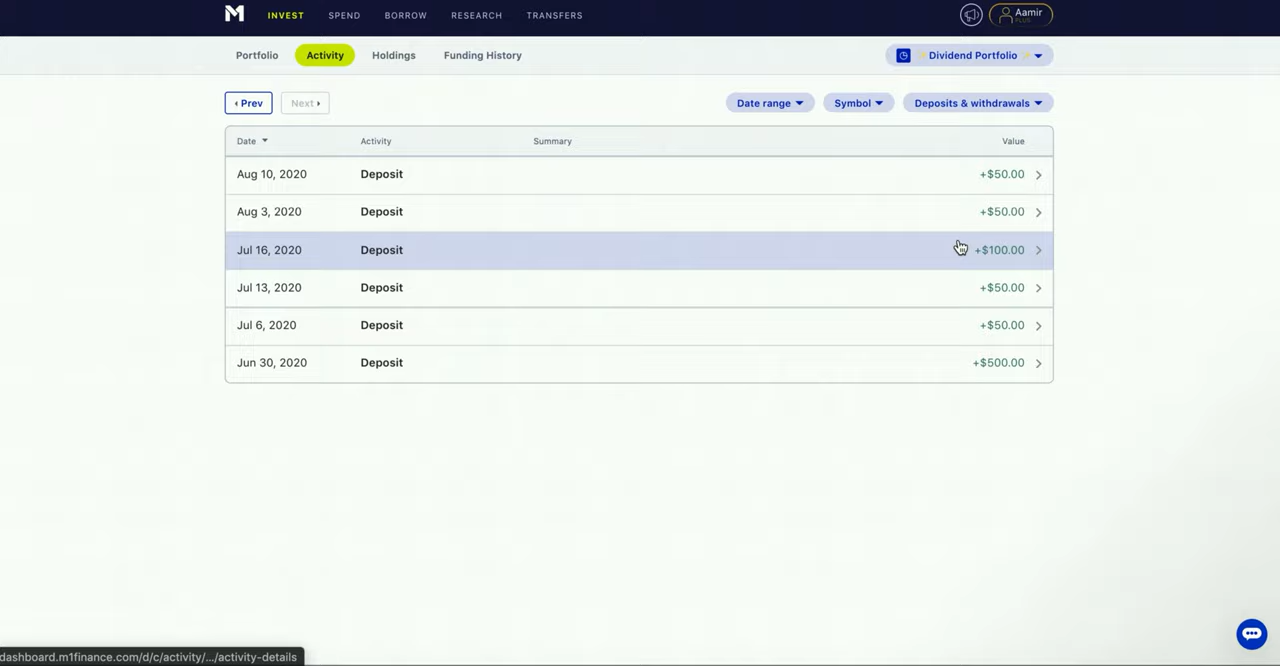 M INVEST SPEND BORROW RESEARCH TRANSFERS Aamir
PLUS
Portfolio Activity Holdings Funding History Dividend Portfolio
Prev Next Date range Symbol Deposits & withdrawals
Date Activity Summary Value
Aug 10, 2020 Deposit +$50.00
Aug 3, 2020 Deposit +$50.00
Jul 16, 2020 Deposit +$100.00
Jul 13, 2020 Deposit +$50.00
Jul 6, 2020 Deposit +$50.00
Jun 30, 2020 Deposit +$500.00
dashboard.m1finance.com/d/c/activity/.../activity-details